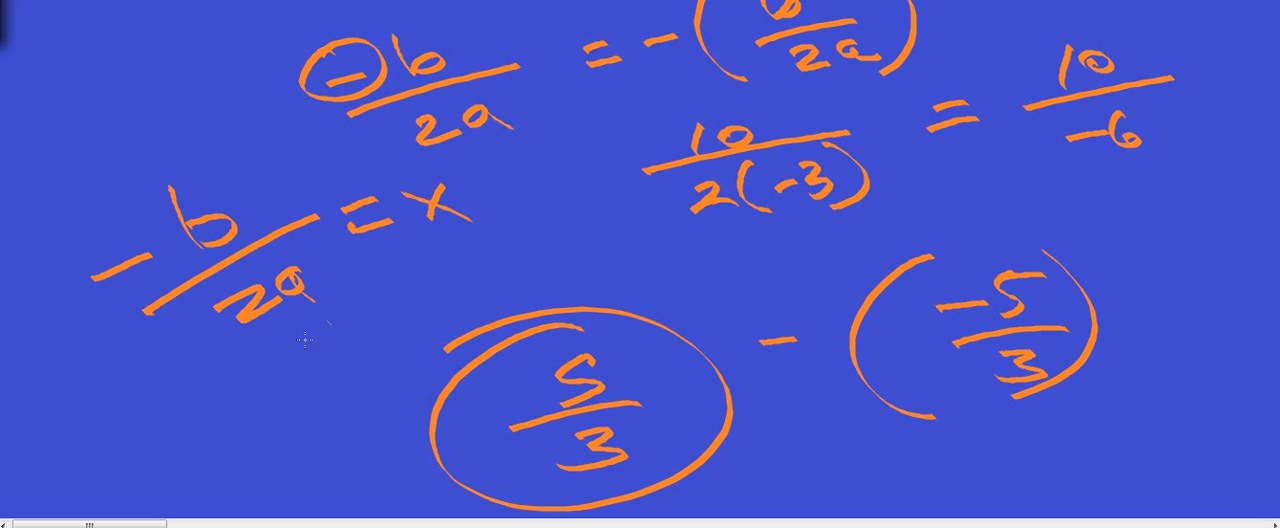 -b/2a = -(b/2a)
10/2(-3) = 10/-6
-b/2a = x
-(-5/3)
5/3